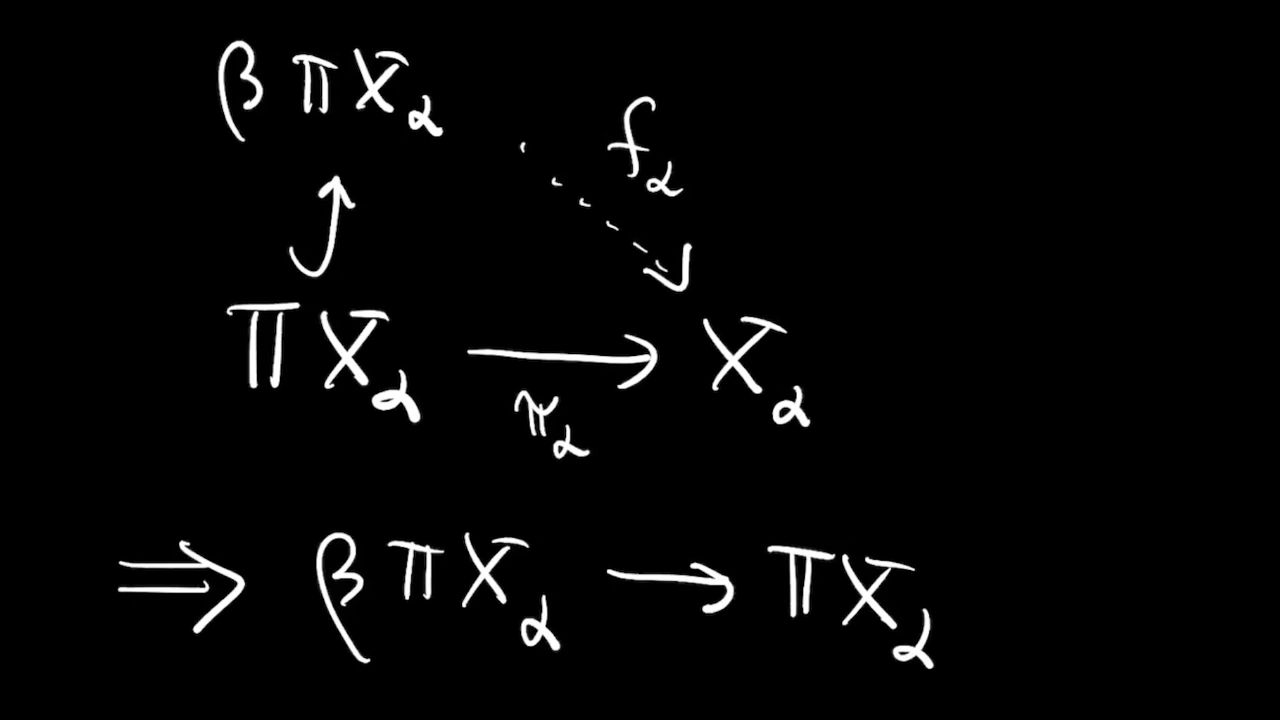 β Π X_α
f_α
Π X_α → X_α
π_α
⇒ β Π X_α → Π X_α